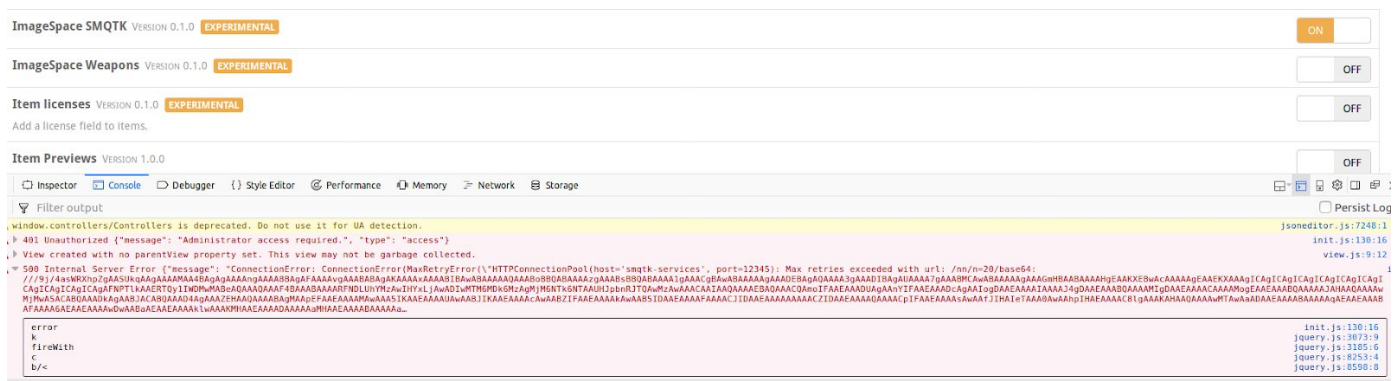 ImageSpace SMQTK VERSION 0.1.0 EXPERIMENTAL
ON
ImageSpace Weapons VERSION 0.1.0 EXPERIMENTAL
OFF
Item licenses VERSION 0.1.0 EXPERIMENTAL
OFF
Add a license field to items.
Item Previews VERSION 1.0.0
OFF
Inspector Console Debugger {} Style Editor Performance Memory Network Storage
Filter output
Persist Log
window.controllers/Controllers is deprecated. Do not use it for UA detection. jsoneditor.js:7248:1
401 Unauthorized {"message": "Administrator access required.", "type": "access"} init.js:130:16
View created with no parentView property set. This view may not be garbage collected. view.js:9:12
500 Internal Server Error {"message": "ConnectionError: ConnectionError(MaxRetryError(\"HTTPConnectionPool(host='smqtk-services', port=12345): Max retries exceeded with url: /nn/n=20/base64:
error init.js:130:16
k jquery.js:3073:9
fireWith jquery.js:3185:6
c jquery.js:8253:4
b/< jquery.js:8598:8